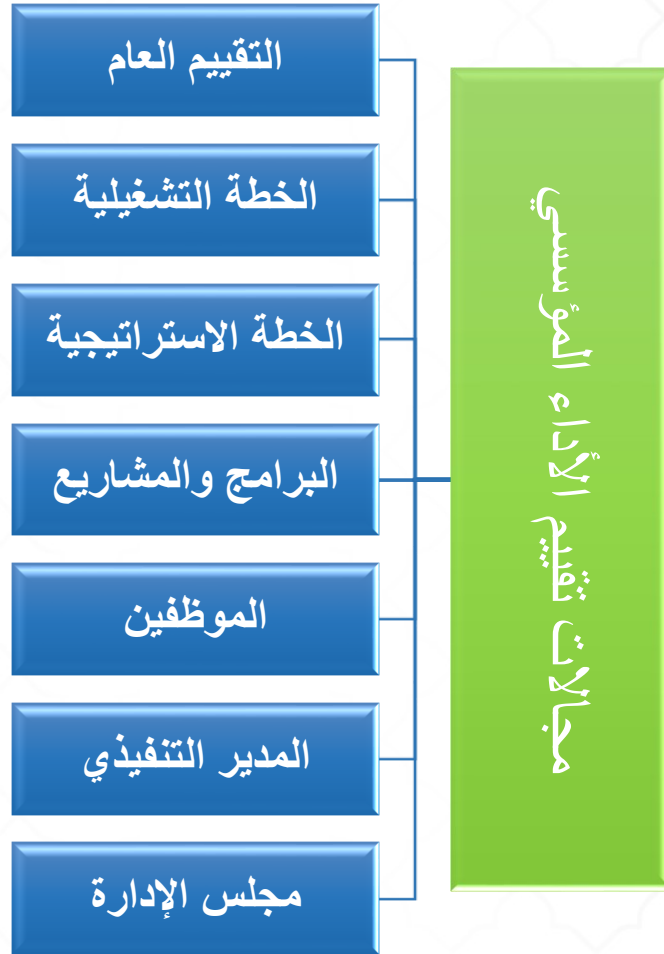 مجالات تقييم الأداء المؤسسي
التقييم العام
الخطة التشغيلية
الخطة الاستراتيجية
البرامج والمشاريع
الموظفين
المدير التنفيذي
مجلس الإدارة